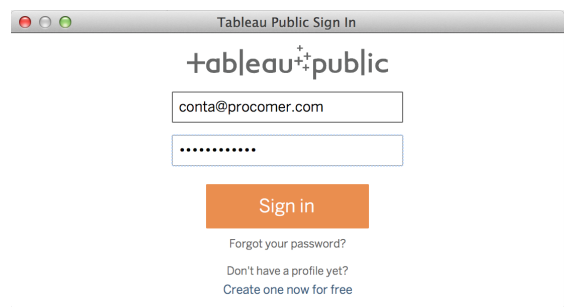 Tableau Public Sign In
+ableau public
conta@procomer.com
••••••••••••
Sign in
Forgot your password?
Don't have a profile yet?
Create one now for free